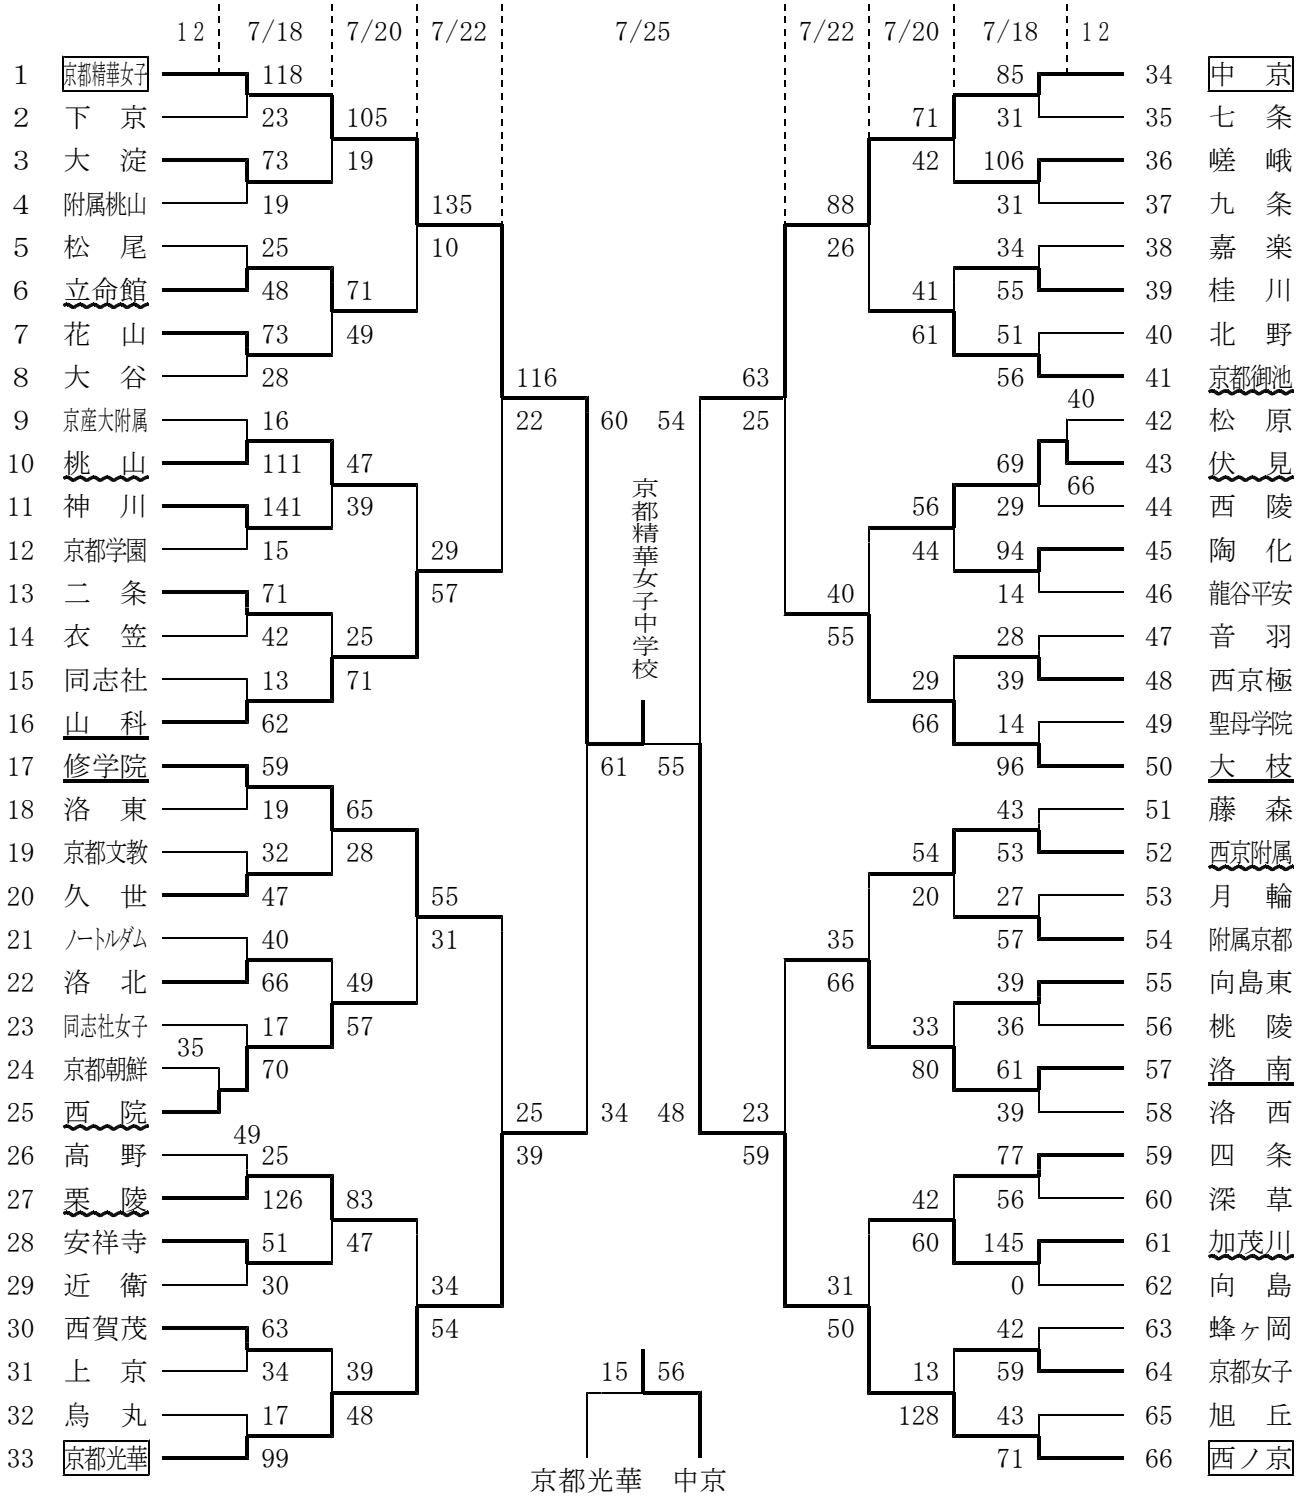 12 7/18 7/20 7/22 7/25 7/22 7/20 7/18 12
1 京都精華女子 118 85 34 中京
2 下京 23 105 71 31 35 七条
3 大淀 73 19 42 106 36 嵯峨
4 附属桃山 19 135 88 31 37 九条
5 松尾 25 10 26 34 38 嘉楽
6 立命館 48 71 41 55 39 桂川
7 花山 73 49 61 51 40 北野
8 大谷 28 116 63 56 41 京都御池
40
9 京産大附属 16 22 60 54 25 42 松原
10 桃山 111 47 69 43 伏見
66
11 神川 141 39 56 29 44 西陵
12 京都学園 15 29 44 94 45 陶化
13 二条 71 57 40 14 46 龍谷平安
14 衣笠 42 25 55 28 47 音羽
15 同志社 13 71 29 39 48 西京極
京都精華女子中学校
16 山科 62 66 14 49 聖母学院
17 修学院 59 61 55 96 50 大枝
18 洛東 19 65 43 51 藤森
19 京都文教 32 28 54 53 52 西京附属
20 久世 47 55 20 27 53 月輪
21 ノートルダム 40 31 35 57 54 附属京都
22 洛北 66 49 66 39 55 向島東
23 同志社女子 17 57 33 36 56 桃陵
35
24 京都朝鮮 70 80 61 57 洛南
25 西院 25 34 48 23 39 58 洛西
49
26 高野 25 39 59 77 59 四条
27 栗陵 126 83 42 56 60 深草
28 安祥寺 51 47 60 145 61 加茂川
29 近衛 30 34 31 0 62 向島
30 西賀茂 63 54 50 42 63 蜂ヶ岡
31 上京 34 39 15 56 13 59 64 京都女子
32 烏丸 17 48 128 43 65 旭丘
33 京都光華 99 71 66 西ノ京
京都光華 中京